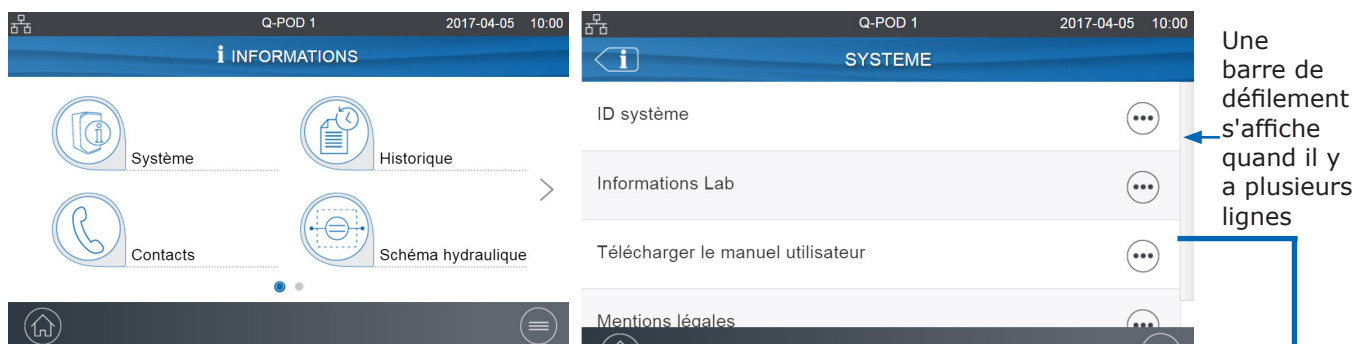 Q-POD 1 2017-04-05 10:00
i INFORMATIONS
Système
Historique
Contacts
Schéma hydraulique
Q-POD 1 2017-04-05 10:00
i SYSTEME
ID système
Informations Lab
Télécharger le manuel utilisateur
Mentions légales
Une
barre de
défilement
s'affiche
quand il y
a plusieurs
lignes